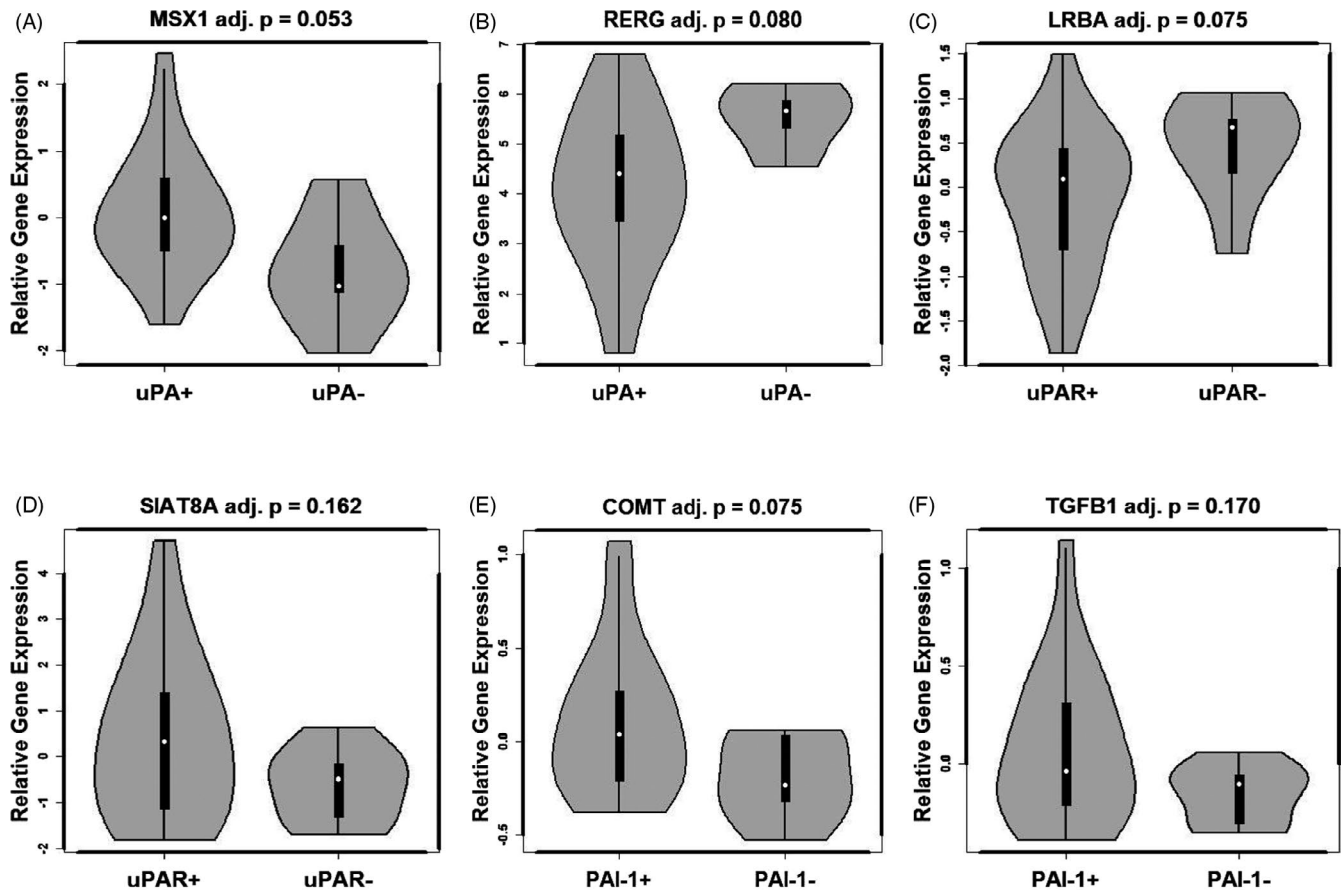 (A) MSX1 adj. p = 0.053
Relative Gene Expression
2
1
0
-1
-2
uPA+ uPA-
(B) RERG adj. p = 0.080
Relative Gene Expression
7
6
5
4
3
2
1
uPA+ uPA-
(C) LRBA adj. p = 0.075
Relative Gene Expression
1.5
1.0
0.5
0.0
-0.5
-1.0
-1.5
-2.0
uPAR+ uPAR-
(D) SIAT8A adj. p = 0.162
Relative Gene Expression
4
3
2
1
0
-1
-2
uPAR+ uPAR-
(E) COMT adj. p = 0.075
Relative Gene Expression
1.0
0.5
0.0
-0.5
PAI-1+ PAI-1-
(F) TGFB1 adj. p = 0.170
Relative Gene Expression
1.0
0.5
0.0
PAI-1+ PAI-1-